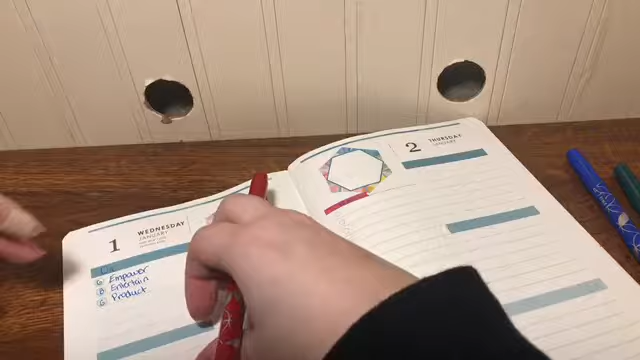 1 WEDNESDAY
JANUARY
Empower
Entertain
Product
2 THURSDAY
JANUARY